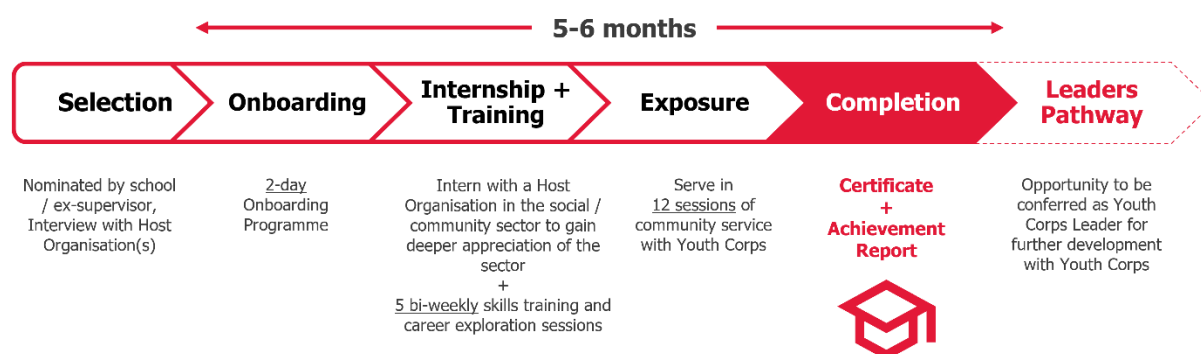 5-6 months
Selection
Onboarding
Internship +
Training
Exposure
Completion
Leaders
Pathway
Nominated by school
/ ex-supervisor,
Interview with Host
Organisation(s)
2-day
Onboarding
Programme
Intern with a Host
Organisation in the social /
community sector to gain
deeper appreciation of the
sector
+
5 bi-weekly skills training and
career exploration sessions
Serve in
12 sessions of
community service
with Youth Corps
Certificate
+
Achievement
Report
Opportunity to be
conferred as Youth
Corps Leader for
further development
with Youth Corps